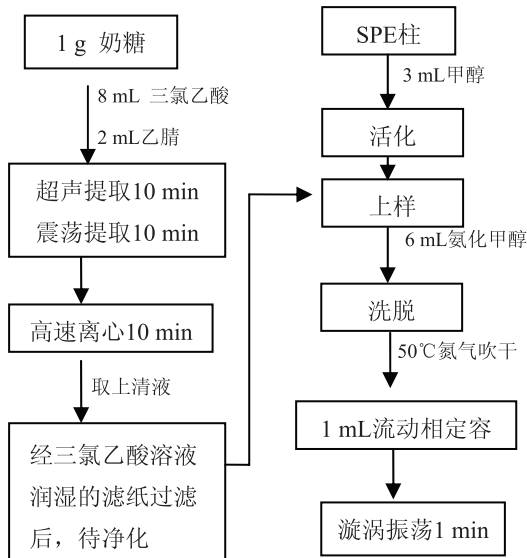 1 g 奶糖
8 mL 三氯乙酸
2 mL乙腈
超声提取10 min
震荡提取10 min
高速离心10 min
取上清液
经三氯乙酸溶液
润湿的滤纸过滤
后，待净化
SPE柱
3 mL甲醇
活化
上样
6 mL氨化甲醇
洗脱
50℃氮气吹干
1 mL流动相定容
漩涡振荡1 min